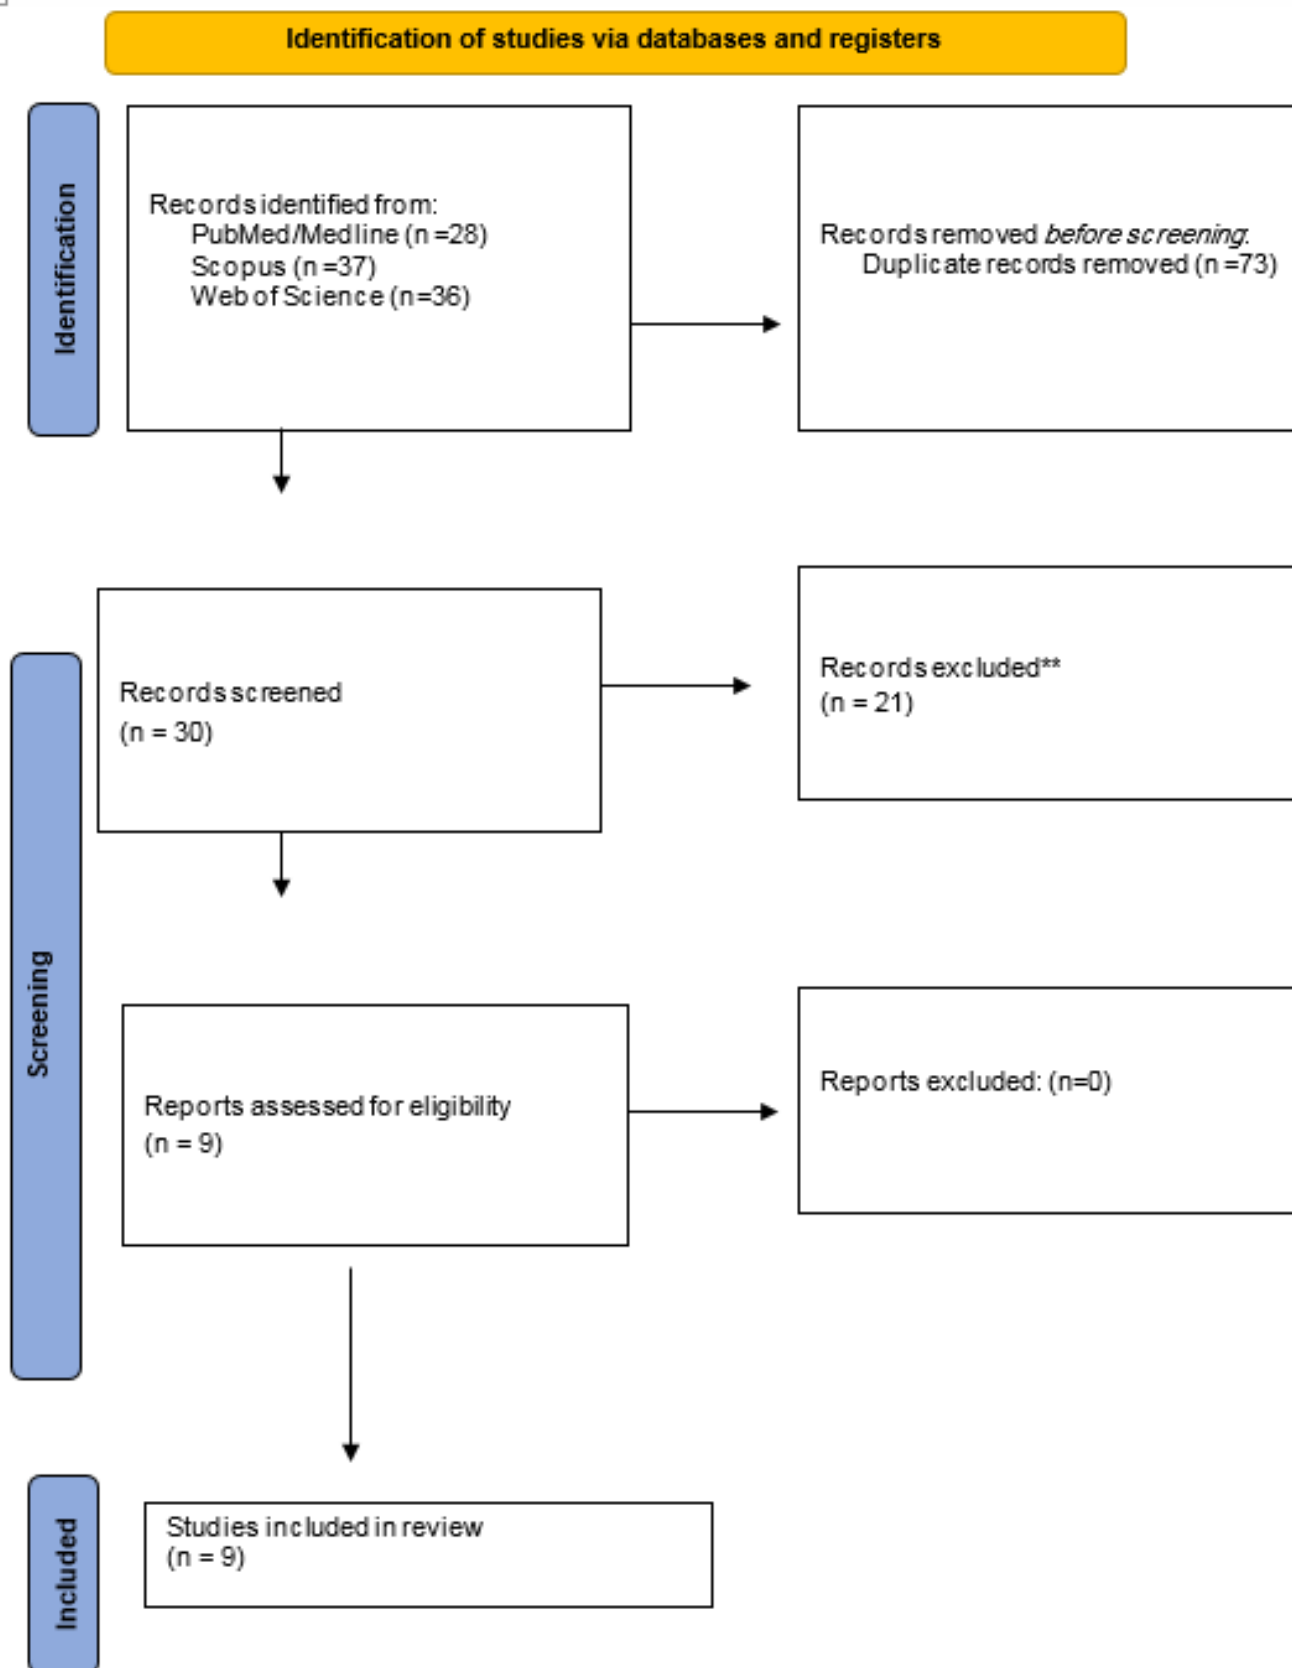 Identification of studies via databases and registers
Identification
Records identified from:
PubMed/Medline (n =28)
Scopus (n =37)
Web of Science (n=36)
Records removed before screening:
Duplicate records removed (n =73)
Screening
Records screened
(n = 30)
Records excluded**
(n = 21)
Reports assessed for eligibility
(n = 9)
Reports excluded: (n=0)
Included
Studies included in review
(n = 9)